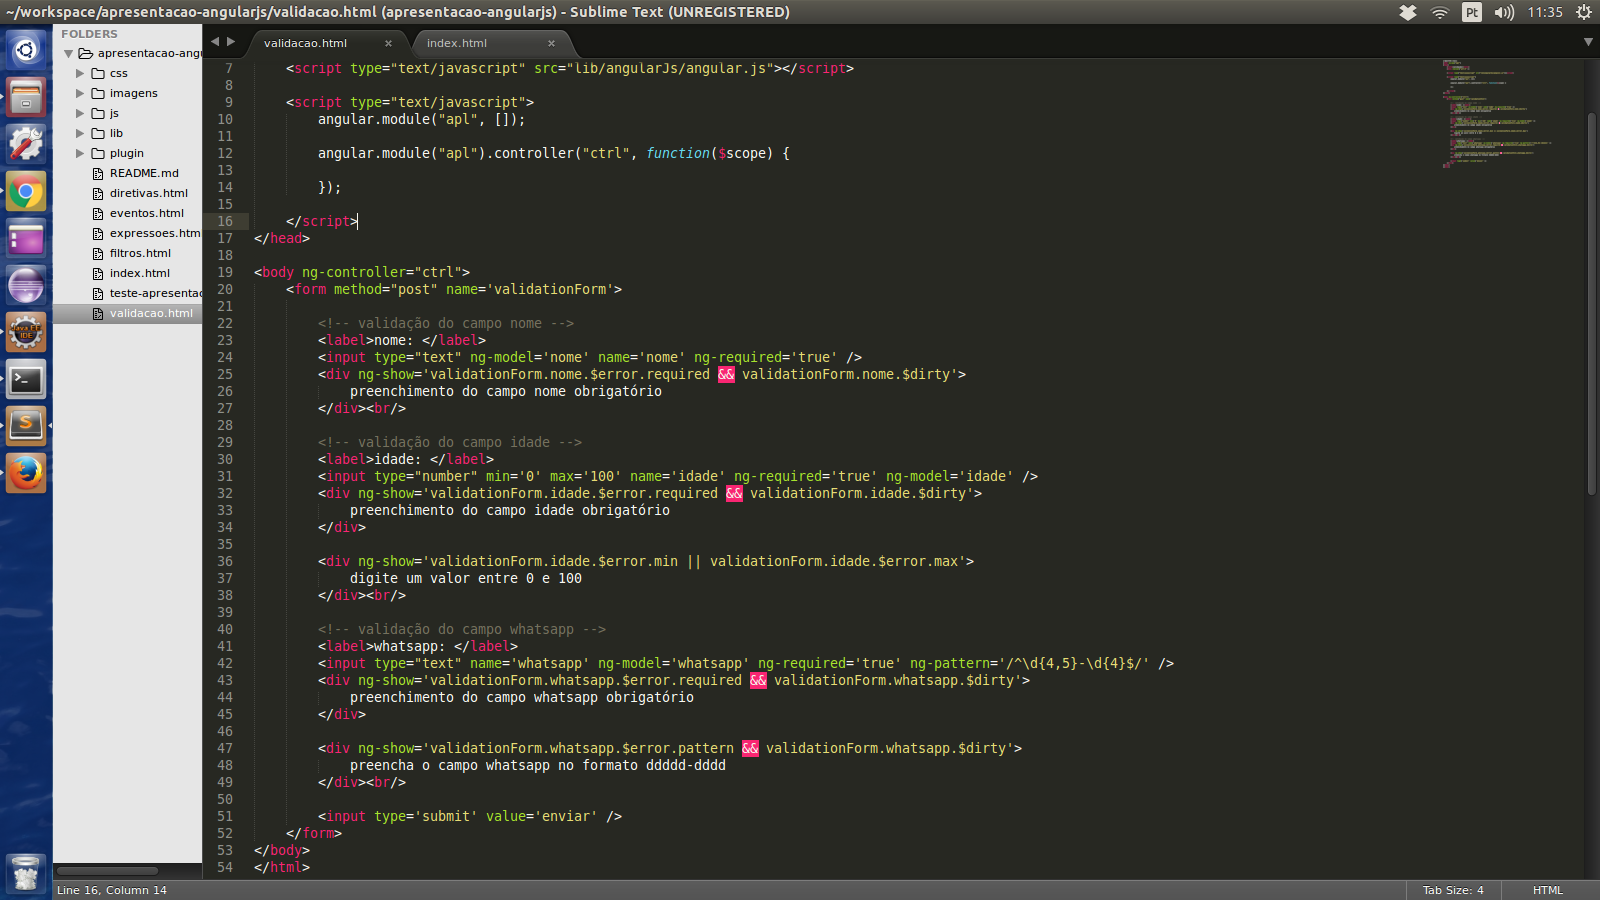 ~/workspace/apresentacao-angularjs/validacao.html (apresentacao-angularjs) - Sublime Text (UNREGISTERED)
Pt
11:35
FOLDERS
apresentacao-ang
css
imagens
js
lib
plugin
README.md
diretivas.html
eventos.html
expressoes.htm
filtros.html
index.html
teste-apresentac
validacao.html
validacao.html ×
index.html ×
7 <script type="text/javascript" src="lib/angularJs/angular.js"></script>
8
9 <script type="text/javascript">
10 angular.module("apl", []);
11
12 angular.module("apl").controller("ctrl", function($scope) {
13
14 });
15
16 </script>
17 </head>
18
19 <body ng-controller="ctrl">
20 <form method="post" name='validationForm'>
21
22 <!-- validação do campo nome -->
23 <label>nome: </label>
24 <input type="text" ng-model='nome' name='nome' ng-required='true' />
25 <div ng-show='validationForm.nome.$error.required && validationForm.nome.$dirty'>
26 preenchimento do campo nome obrigatório
27 </div><br/>
28
29 <!-- validação do campo idade -->
30 <label>idade: </label>
31 <input type="number" min='0' max='100' name='idade' ng-required='true' ng-model='idade' />
32 <div ng-show='validationForm.idade.$error.required && validationForm.idade.$dirty'>
33 preenchimento do campo idade obrigatório
34 </div>
35
36 <div ng-show='validationForm.idade.$error.min || validationForm.idade.$error.max'>
37 digite um valor entre 0 e 100
38 </div><br/>
39
40 <!-- validação do campo whatsapp -->
41 <label>whatsapp: </label>
42 <input type="text" name='whatsapp' ng-model='whatsapp' ng-required='true' ng-pattern='/^\d{4,5}-\d{4}$/' />
43 <div ng-show='validationForm.whatsapp.$error.required && validationForm.whatsapp.$dirty'>
44 preenchimento do campo whatsapp obrigatório
45 </div>
46
47 <div ng-show='validationForm.whatsapp.$error.pattern && validationForm.whatsapp.$dirty'>
48 preencha o campo whatsapp no formato ddddd-dddd
49 </div><br/>
50
51 <input type='submit' value='enviar' />
52 </form>
53 </body>
54 </html>
Java EE
IDE
Line 16, Column 14
Tab Size: 4
HTML